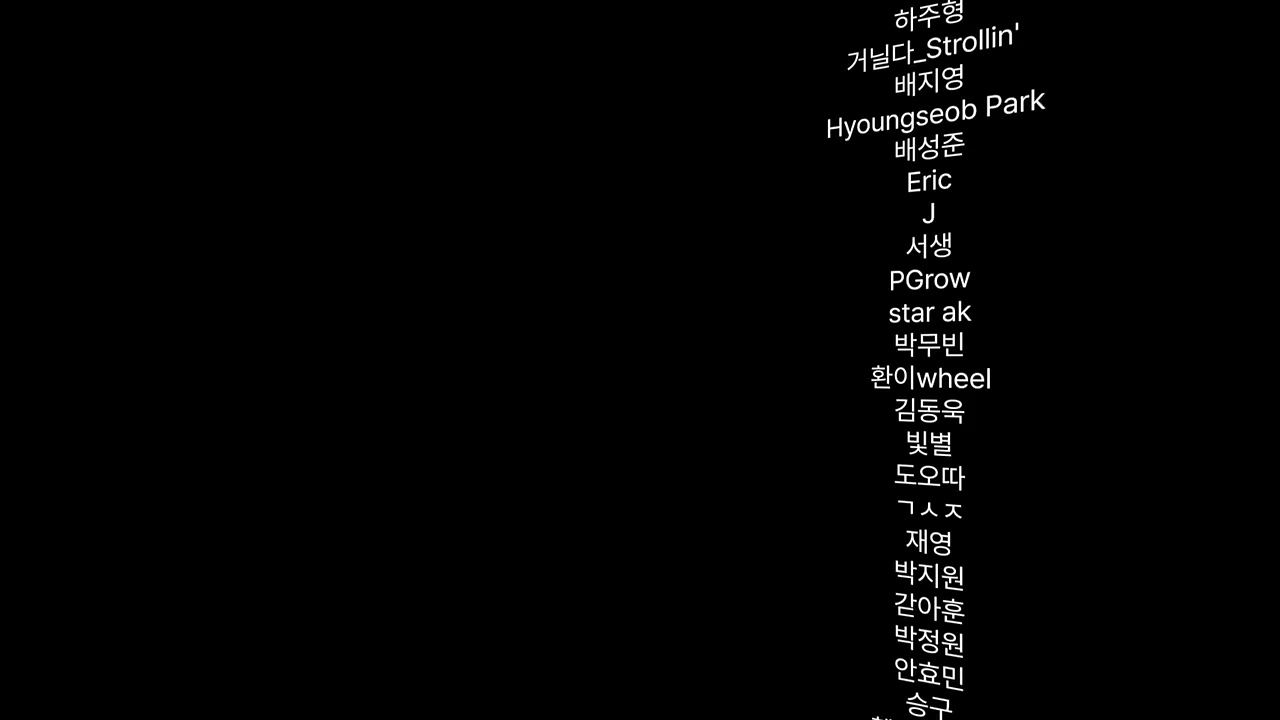 하주형
거닐다_Strollin'
배지영
Hyoungseob Park
배성준
Eric
J
서생
PGrow
star ak
박무빈
환이wheel
김동욱
빛별
도오따
ㄱㅅㅈ
재영
박지원
갇아훈
박정원
안효민
승구